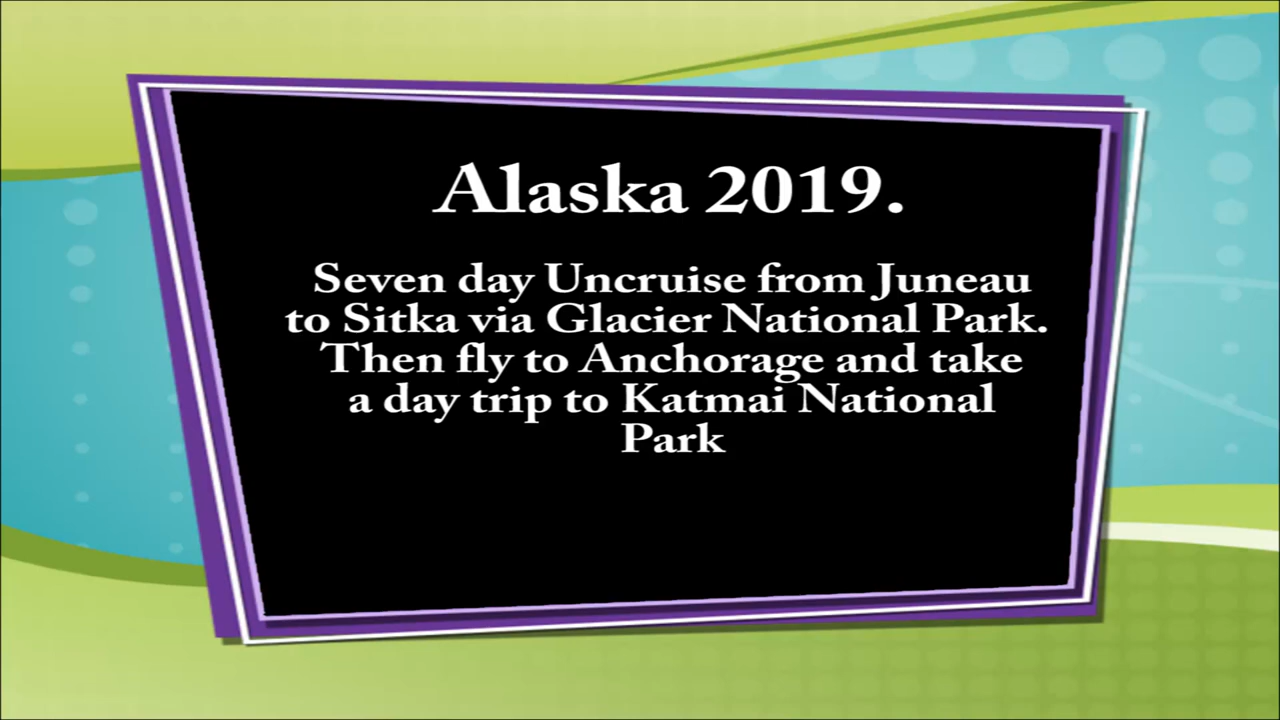 Alaska 2019.
Seven day Uncruise from Juneau
to Sitka via Glacier National Park.
Then fly to Anchorage and take
a day trip to Katmai National
Park